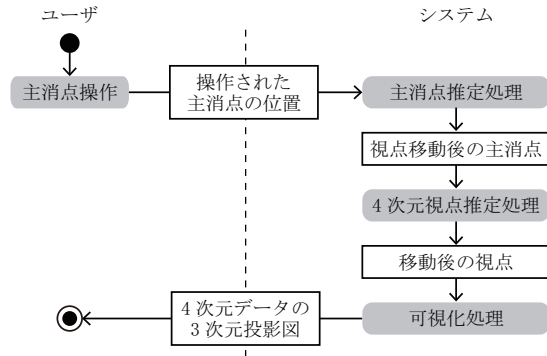 ユーザ
システム
主消点操作
操作された
主消点の位置
主消点推定処理
視点移動後の主消点
4 次元視点推定処理
移動後の視点
4 次元データの
3 次元投影図
可視化処理